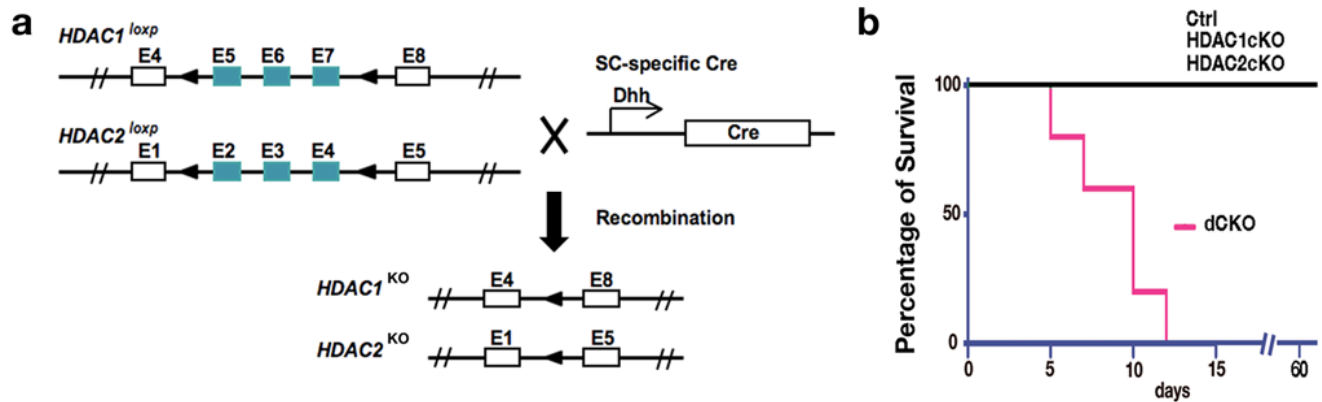 a
HDAC1 loxp
E4 E5 E6 E7 E8
HDAC2 loxp
E1 E2 E3 E4 E5
SC-specific Cre
Dhh
Cre
Recombination
HDAC1 KO
E4 E8
HDAC2 KO
E1 E5
b
Ctrl
HDAC1cKO
HDAC2cKO
Percentage of Survival
100
50
0
dCKO
0 5 10 15 60
days